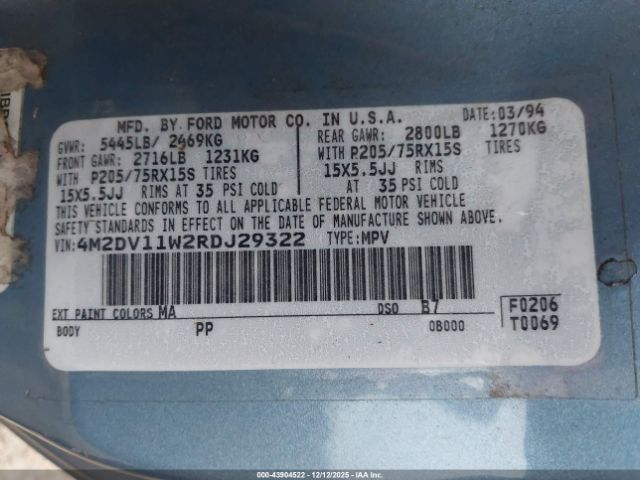 MFD. BY FORD MOTOR CO. IN U.S.A.
DATE: 03/94
GVWR: 5445LB/ 2469KG
FRONT GAWR: 2716LB 1231KG
WITH P205/75RX15S TIRES
15X5.5JJ RIMS AT 35 PSI COLD
REAR GAWR: 2800LB 1270KG
WITH P205/75RX15S TIRES
15X5.5JJ RIMS
AT 35 PSI COLD
THIS VEHICLE CONFORMS TO ALL APPLICABLE FEDERAL MOTOR VEHICLE
SAFETY STANDARDS IN EFFECT ON THE DATE OF MANUFACTURE SHOWN ABOVE.
VIN: 4M2DV11W2RDJ29322 TYPE: MPV
EXT PAINT COLORS MA DSO B7
F0206
T0069
BODY PP 0B000
000-43904522 - 12/12/2025 - IAAI.com